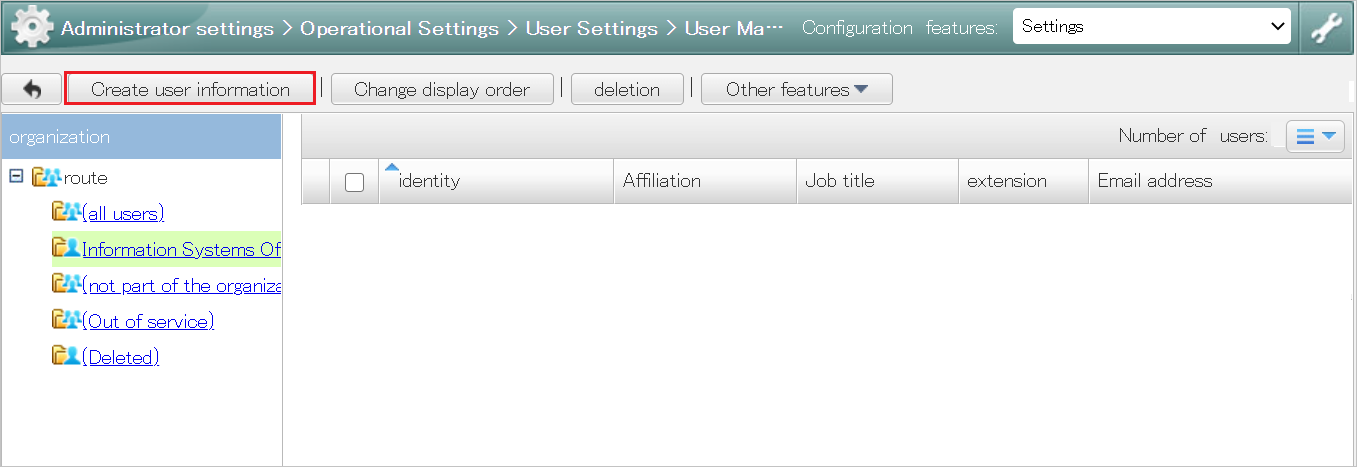 Administrator settings > Operational Settings > User Settings > User Ma… Configuration features: Settings
Create user information | Change display order | deletion | Other features
organization
Number of users:
route
identity Affiliation Job title extension Email address
(all users)
Information Systems Of
(not part of the organiza
(Out of service)
(Deleted)